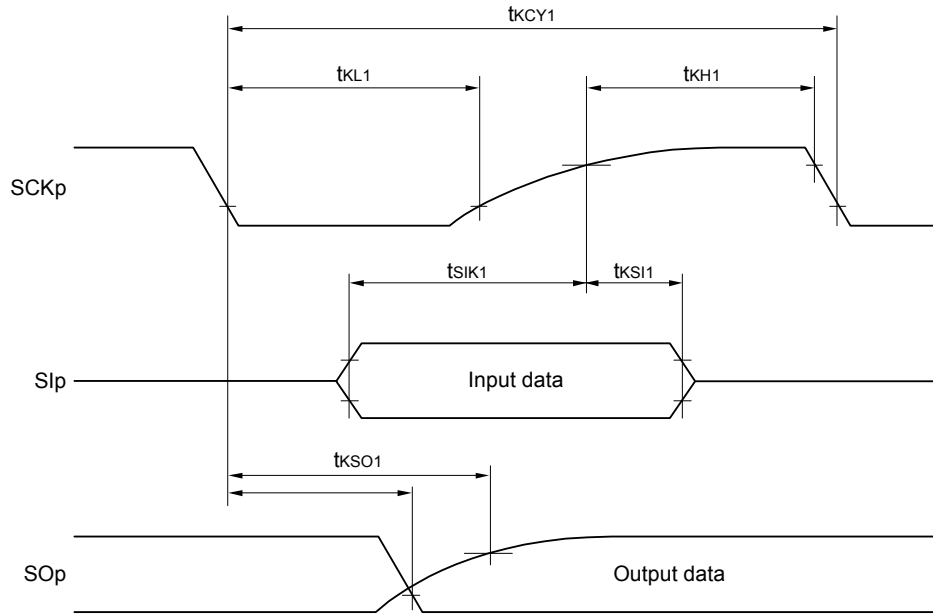 tKCY1
tKL1
tKH1
SCKp
tSIK1
tKSI1
SIp
Input data
tKSO1
SOp
Output data